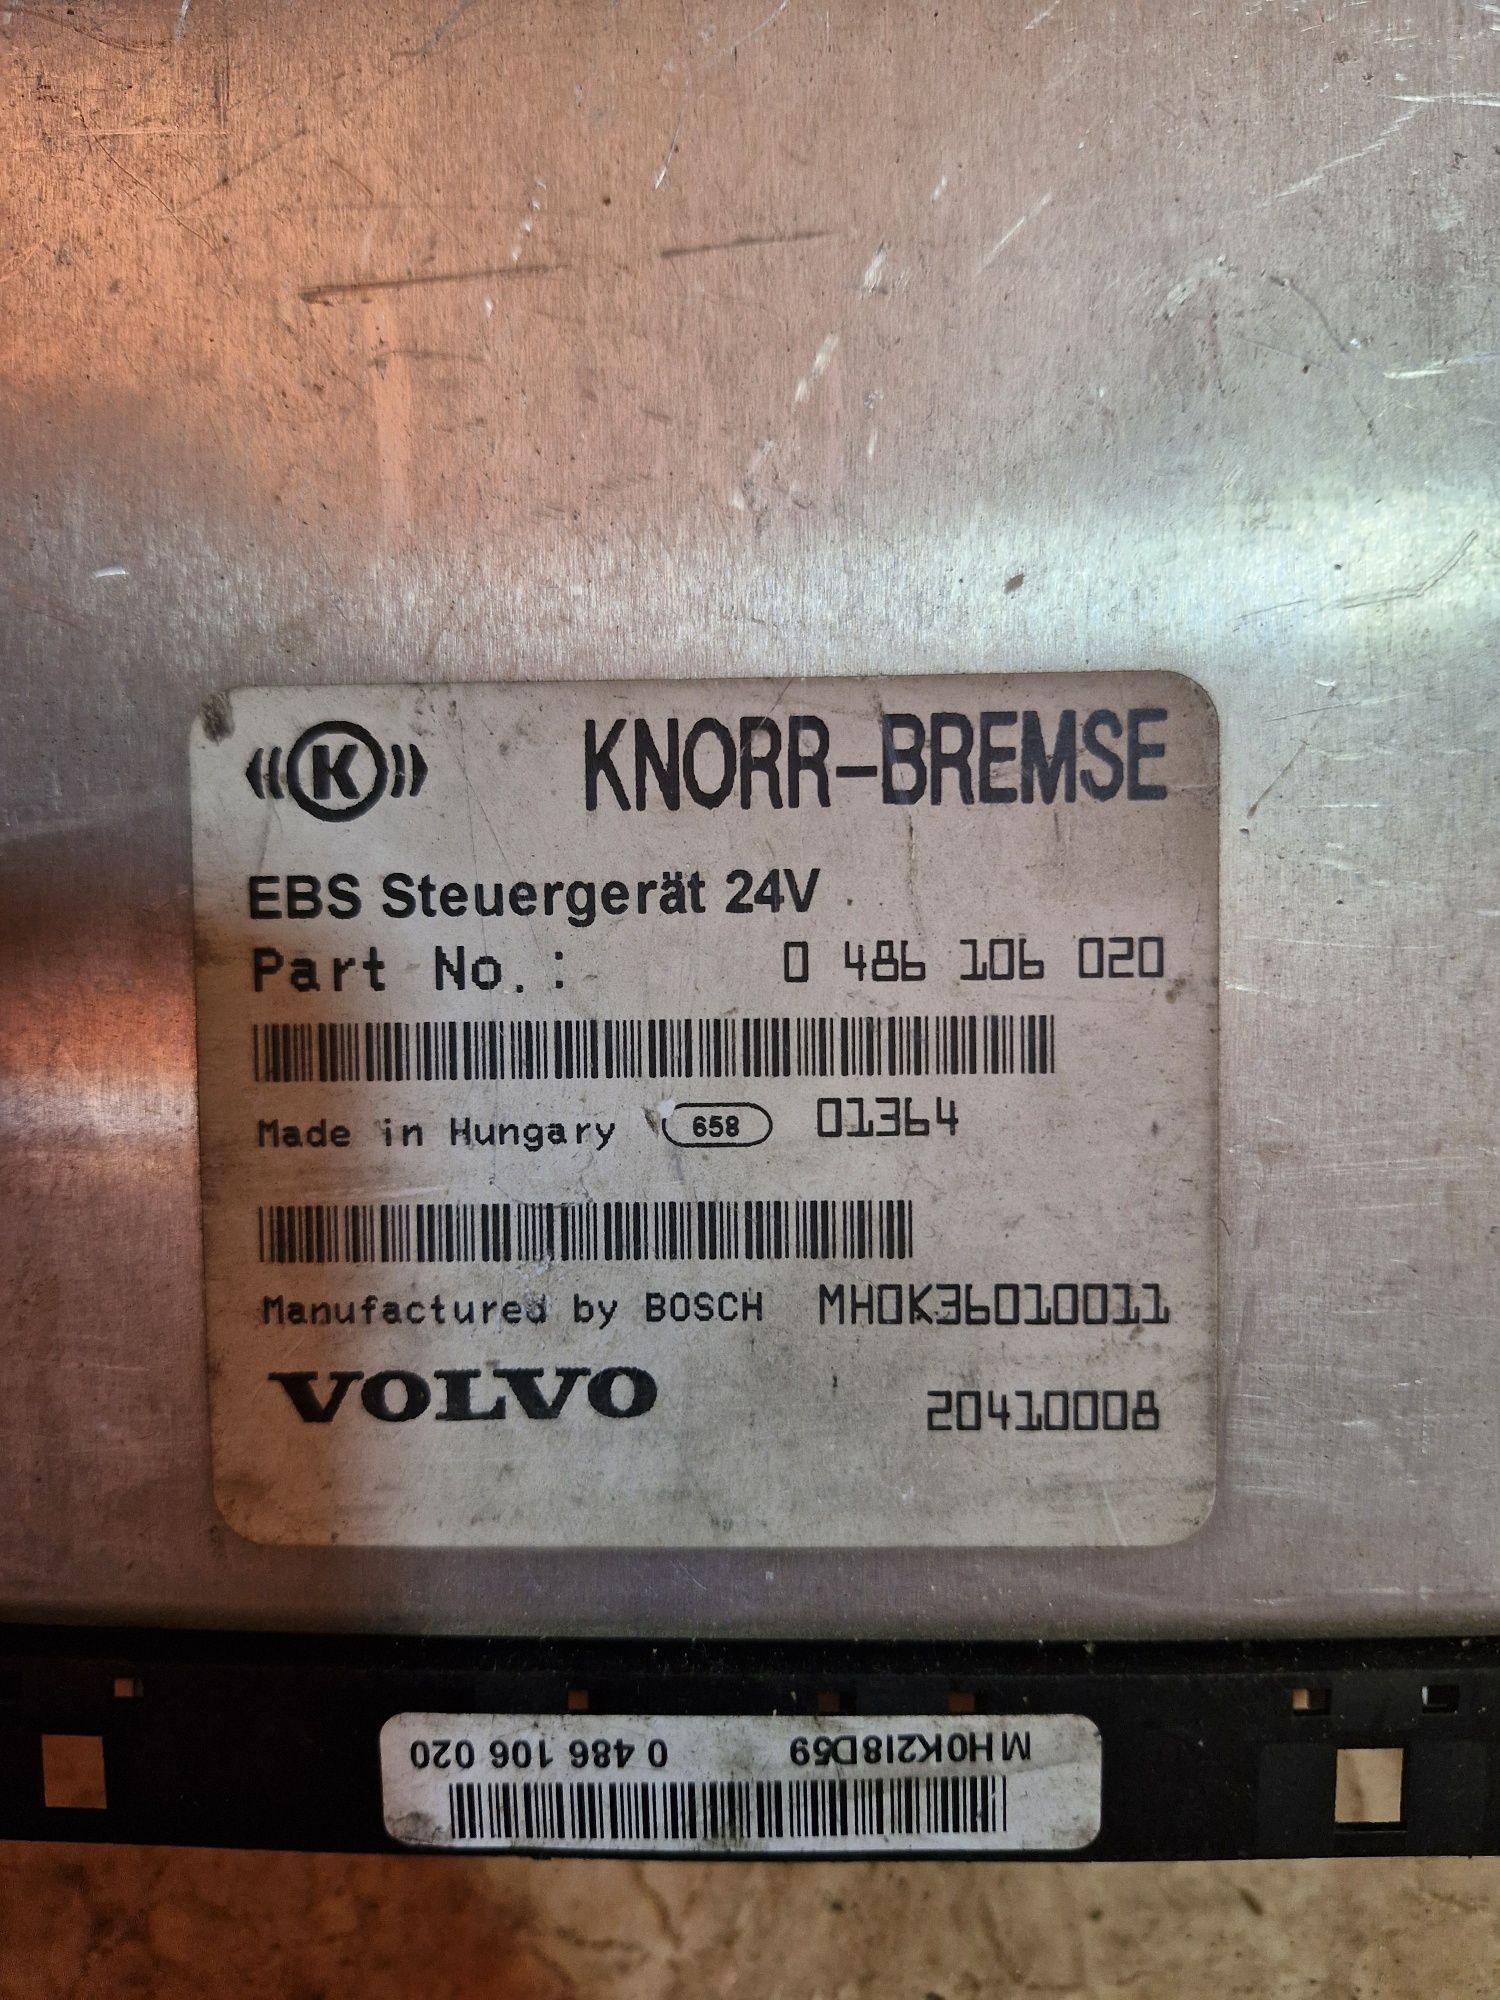 K KNORR-BREMSE
EBS Steuergerät 24V
Part No.: 0 486 106 020
Made in Hungary 658 01364
Manufactured by BOSCH MH0K36010011
VOLVO 20410008
MH0K218D59 0 486 106 020